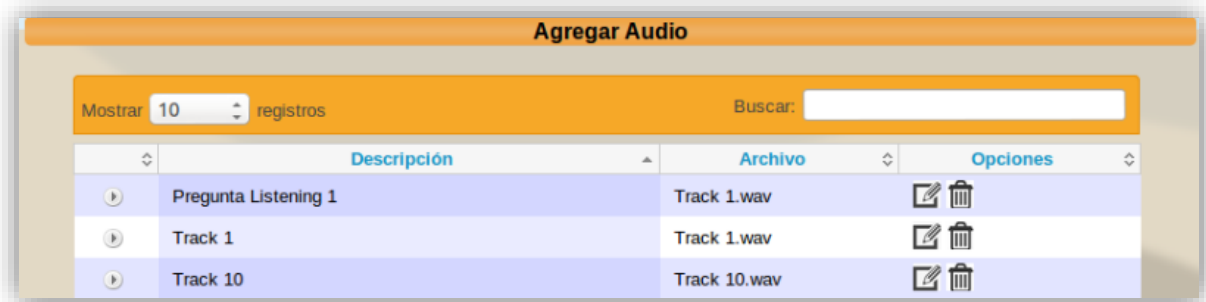 Agregar Audio
Mostrar 10 registros Buscar:
Descripción Archivo Opciones
Pregunta Listening 1 Track 1.wav
Track 1 Track 1.wav
Track 10 Track 10.wav